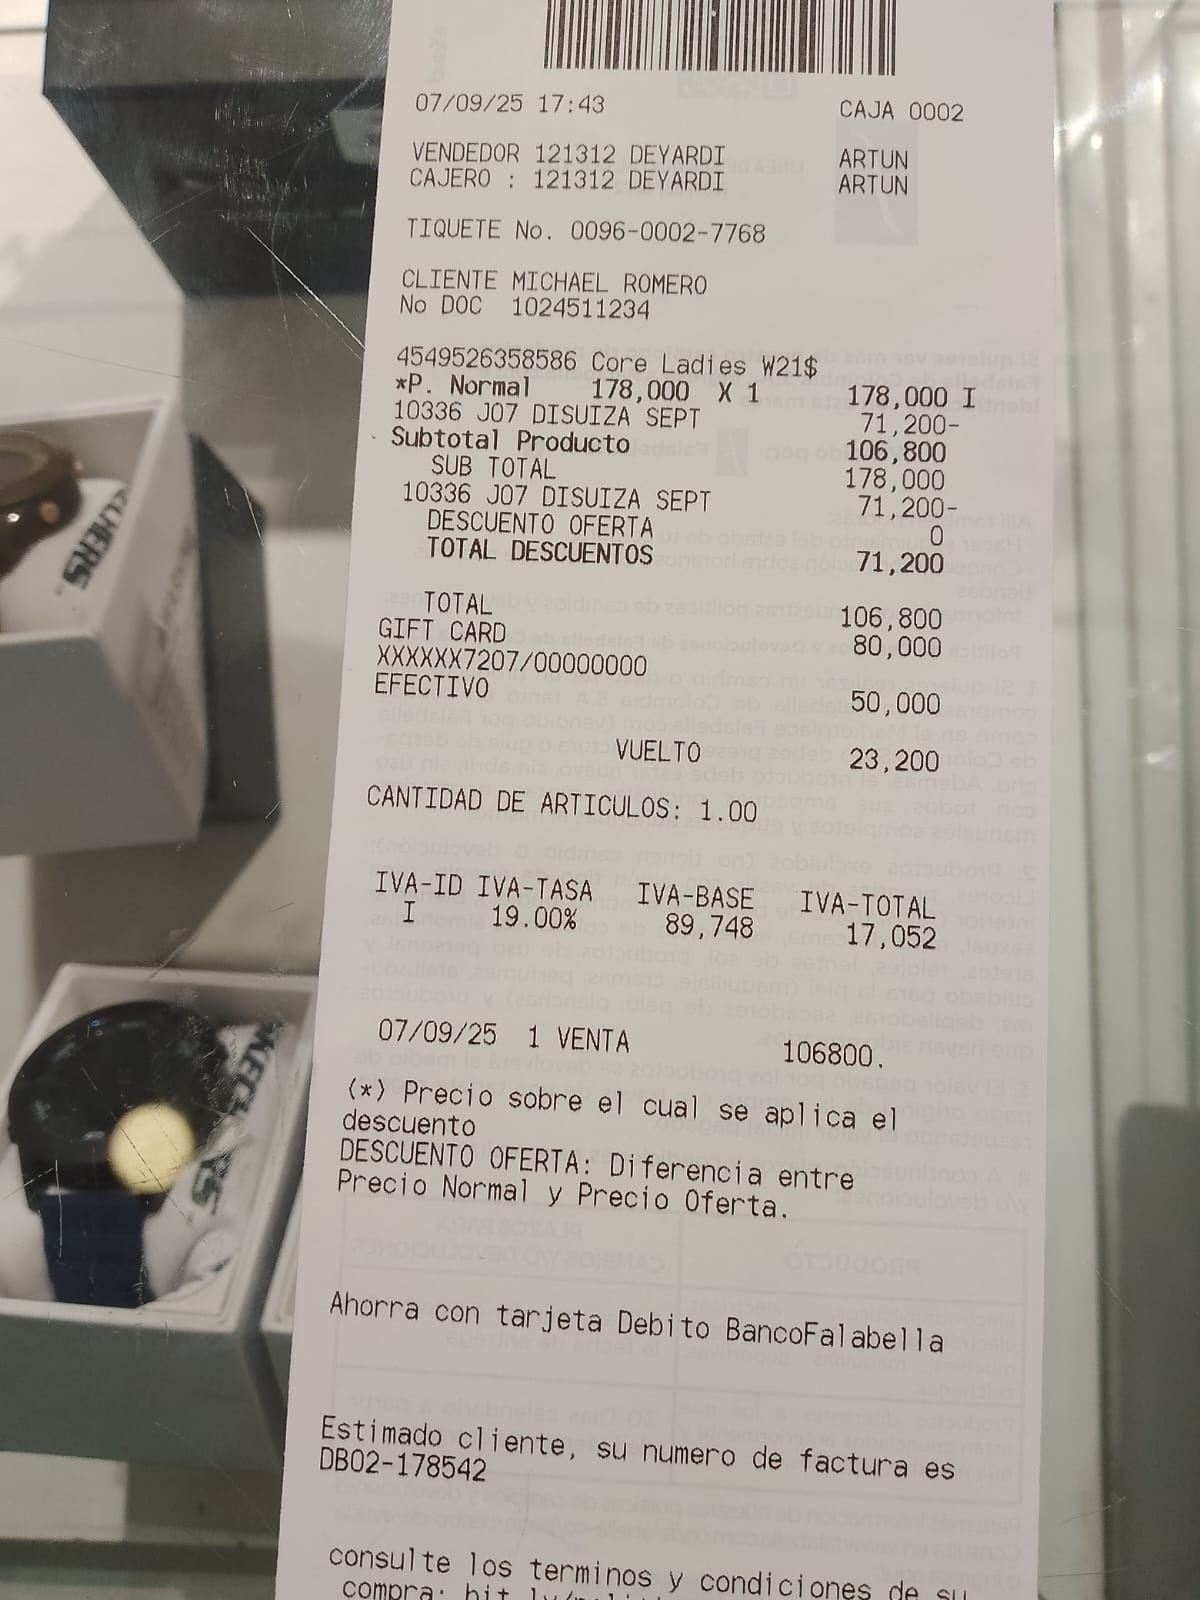 07/09/25 17:43 CAJA 0002
VENDEDOR 121312 DEYARDI ARTUN
CAJERO : 121312 DEYARDI ARTUN
TIQUETE No. 0096-0002-7768
CLIENTE MICHAEL ROMERO
No DOC 1024511234
4549526358586 Core Ladies W21$
*P. Normal 178,000 X 1 178,000 I
10336 J07 DISUIZA SEPT 71,200-
Subtotal Producto 106,800
SUB TOTAL 178,000
10336 J07 DISUIZA SEPT 71,200-
DESCUENTO OFERTA 0
TOTAL DESCUENTOS 71,200
TOTAL 106,800
GIFT CARD 80,000
XXXXXX7207/00000000
EFECTIVO 50,000
VUELTO 23,200
CANTIDAD DE ARTICULOS: 1.00
IVA-ID IVA-TASA IVA-BASE IVA-TOTAL
I 19.00% 89,748 17,052
07/09/25 1 VENTA 106800.
(*) Precio sobre el cual se aplica el
descuento
DESCUENTO OFERTA: Diferencia entre
Precio Normal y Precio Oferta.
Ahorra con tarjeta Debito BancoFalabella
Estimado cliente, su numero de factura es
DB02-178542
consulte los terminos y condiciones de su
compra: